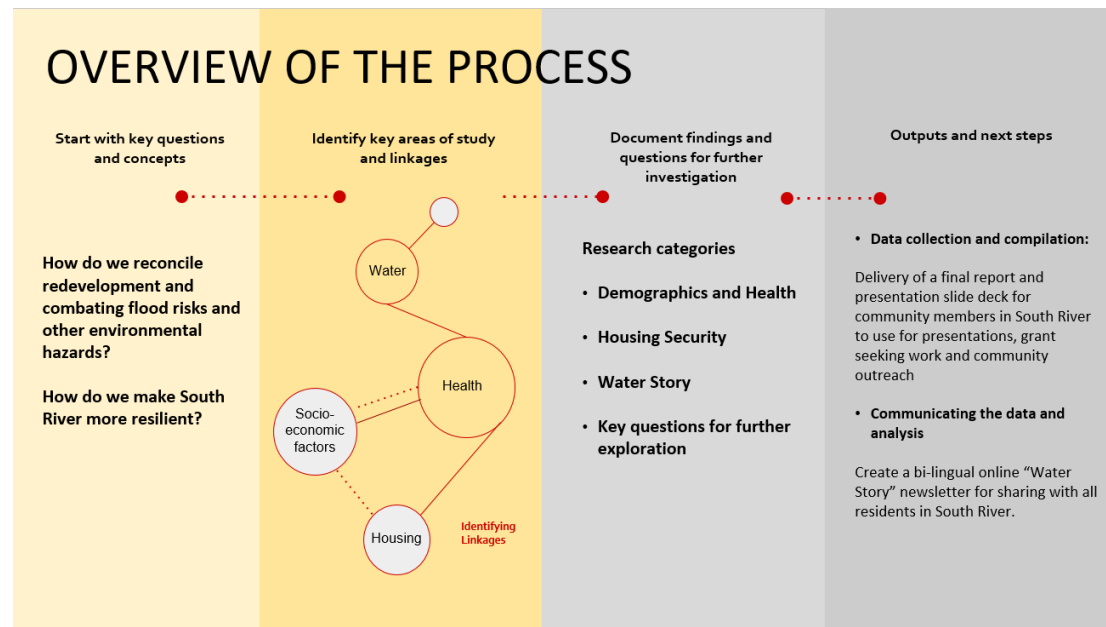 OVERVIEW OF THE PROCESS
Start with key questions
and concepts
How do we reconcile
redevelopment and
combating flood risks and
other environmental
hazards?
How do we make South
River more resilient?
Identify key areas of study
and linkages
Water
Health
Socio-
economic
factors
Housing
Identifying
Linkages
Document findings and
questions for further
investigation
Research categories
• Demographics and Health
• Housing Security
• Water Story
• Key questions for further
exploration
Outputs and next steps
• Data collection and compilation:
Delivery of a final report and
presentation slide deck for
community members in South River
to use for presentations, grant
seeking work and community
outreach
• Communicating the data and
analysis
Create a bi-lingual online “Water
Story” newsletter for sharing with all
residents in South River.